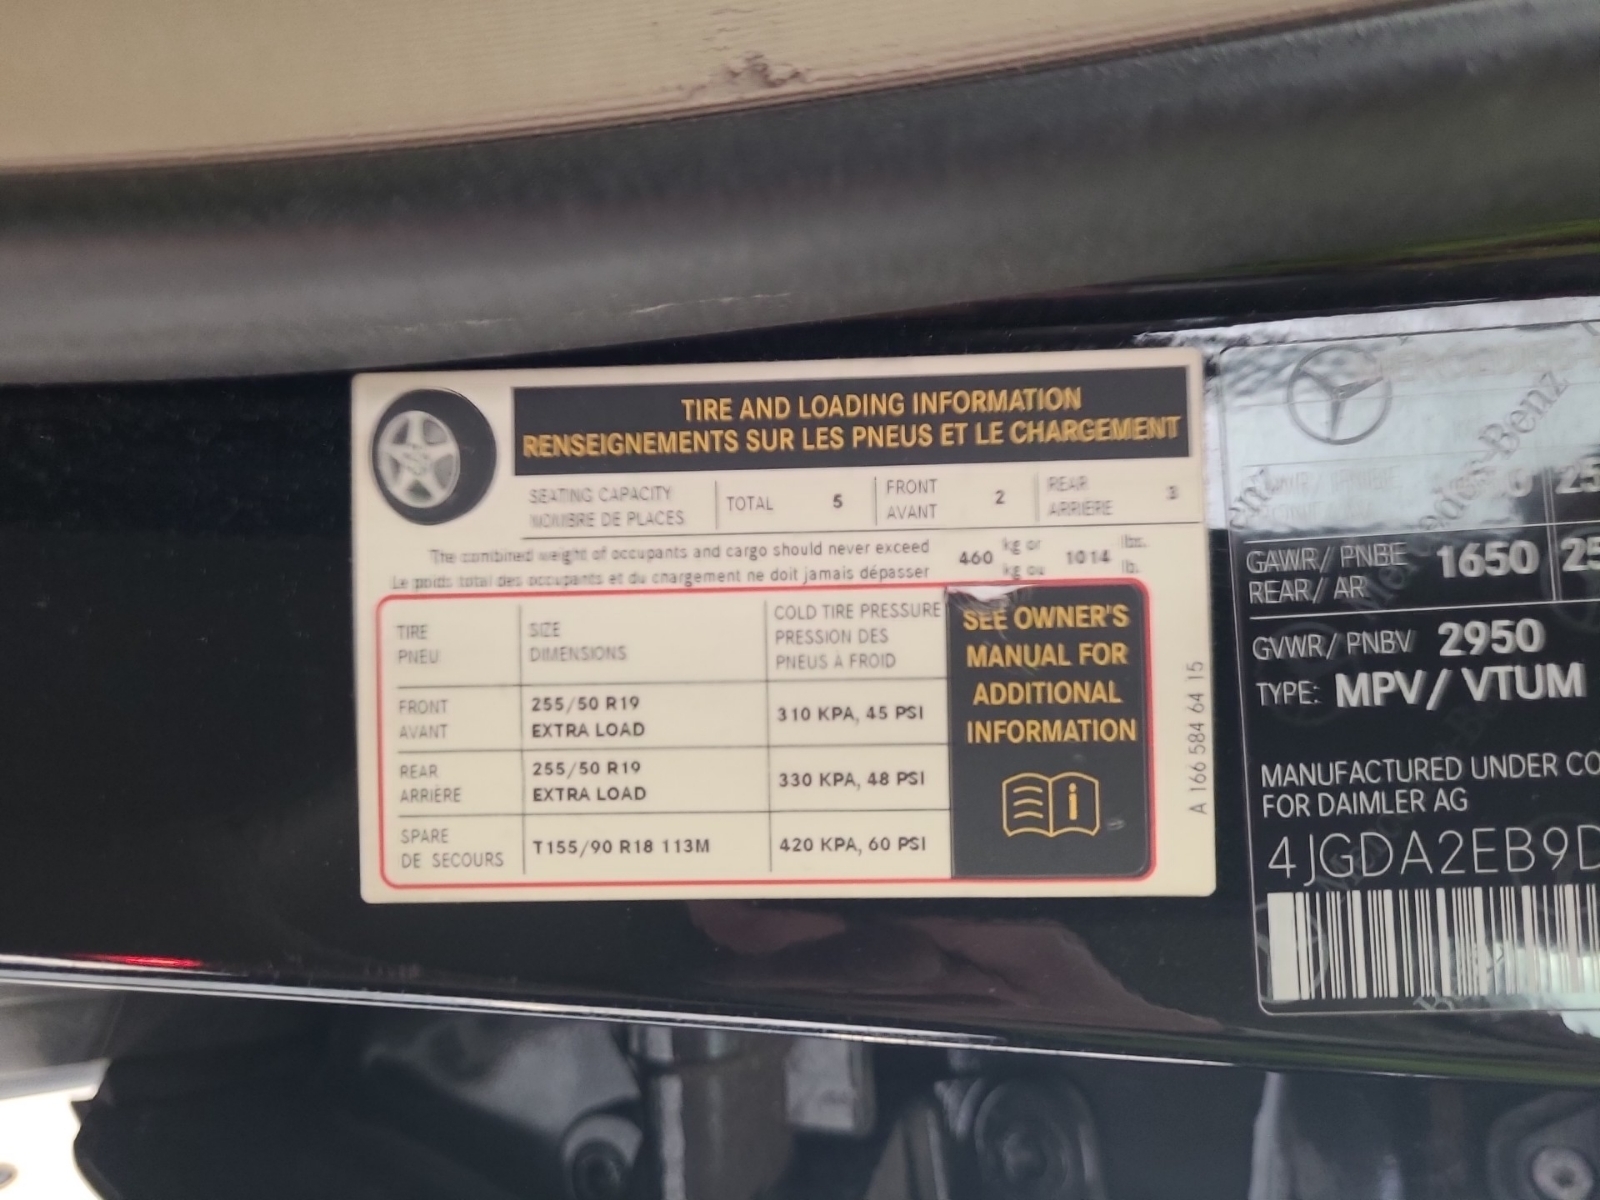 TIRE AND LOADING INFORMATION
RENSEIGNEMENTS SUR LES PNEUS ET LE CHARGEMENT
SEATING CAPACITY
NOMBRE DE PLACES
TOTAL 5
FRONT
AVANT
2
REAR
ARRIÈRE
3
The combined weight of occupants and cargo should never exceed 460 kg or 1014 lbs.
Le poids total des occupants et du chargement ne doit jamais dépasser kg ou lb.
TIRE
PNEU
SIZE
DIMENSIONS
COLD TIRE PRESSURE
PRESSION DES
PNEUS À FROID
FRONT
AVANT
255/50 R19
EXTRA LOAD
310 KPA, 45 PSI
REAR
ARRIÈRE
255/50 R19
EXTRA LOAD
330 KPA, 48 PSI
SPARE
DE SECOURS
T155/90 R18 113M
420 KPA, 60 PSI
SEE OWNER'S
MANUAL FOR
ADDITIONAL
INFORMATION
A 166 584 64 15
Mercedes-Benz
GAWR/ PNBE 1650 25
REAR/ AR
GVWR/ PNBV 2950
TYPE: MPV/ VTUM
MANUFACTURED UNDER CO
FOR DAIMLER AG
4JGDA2EB9D